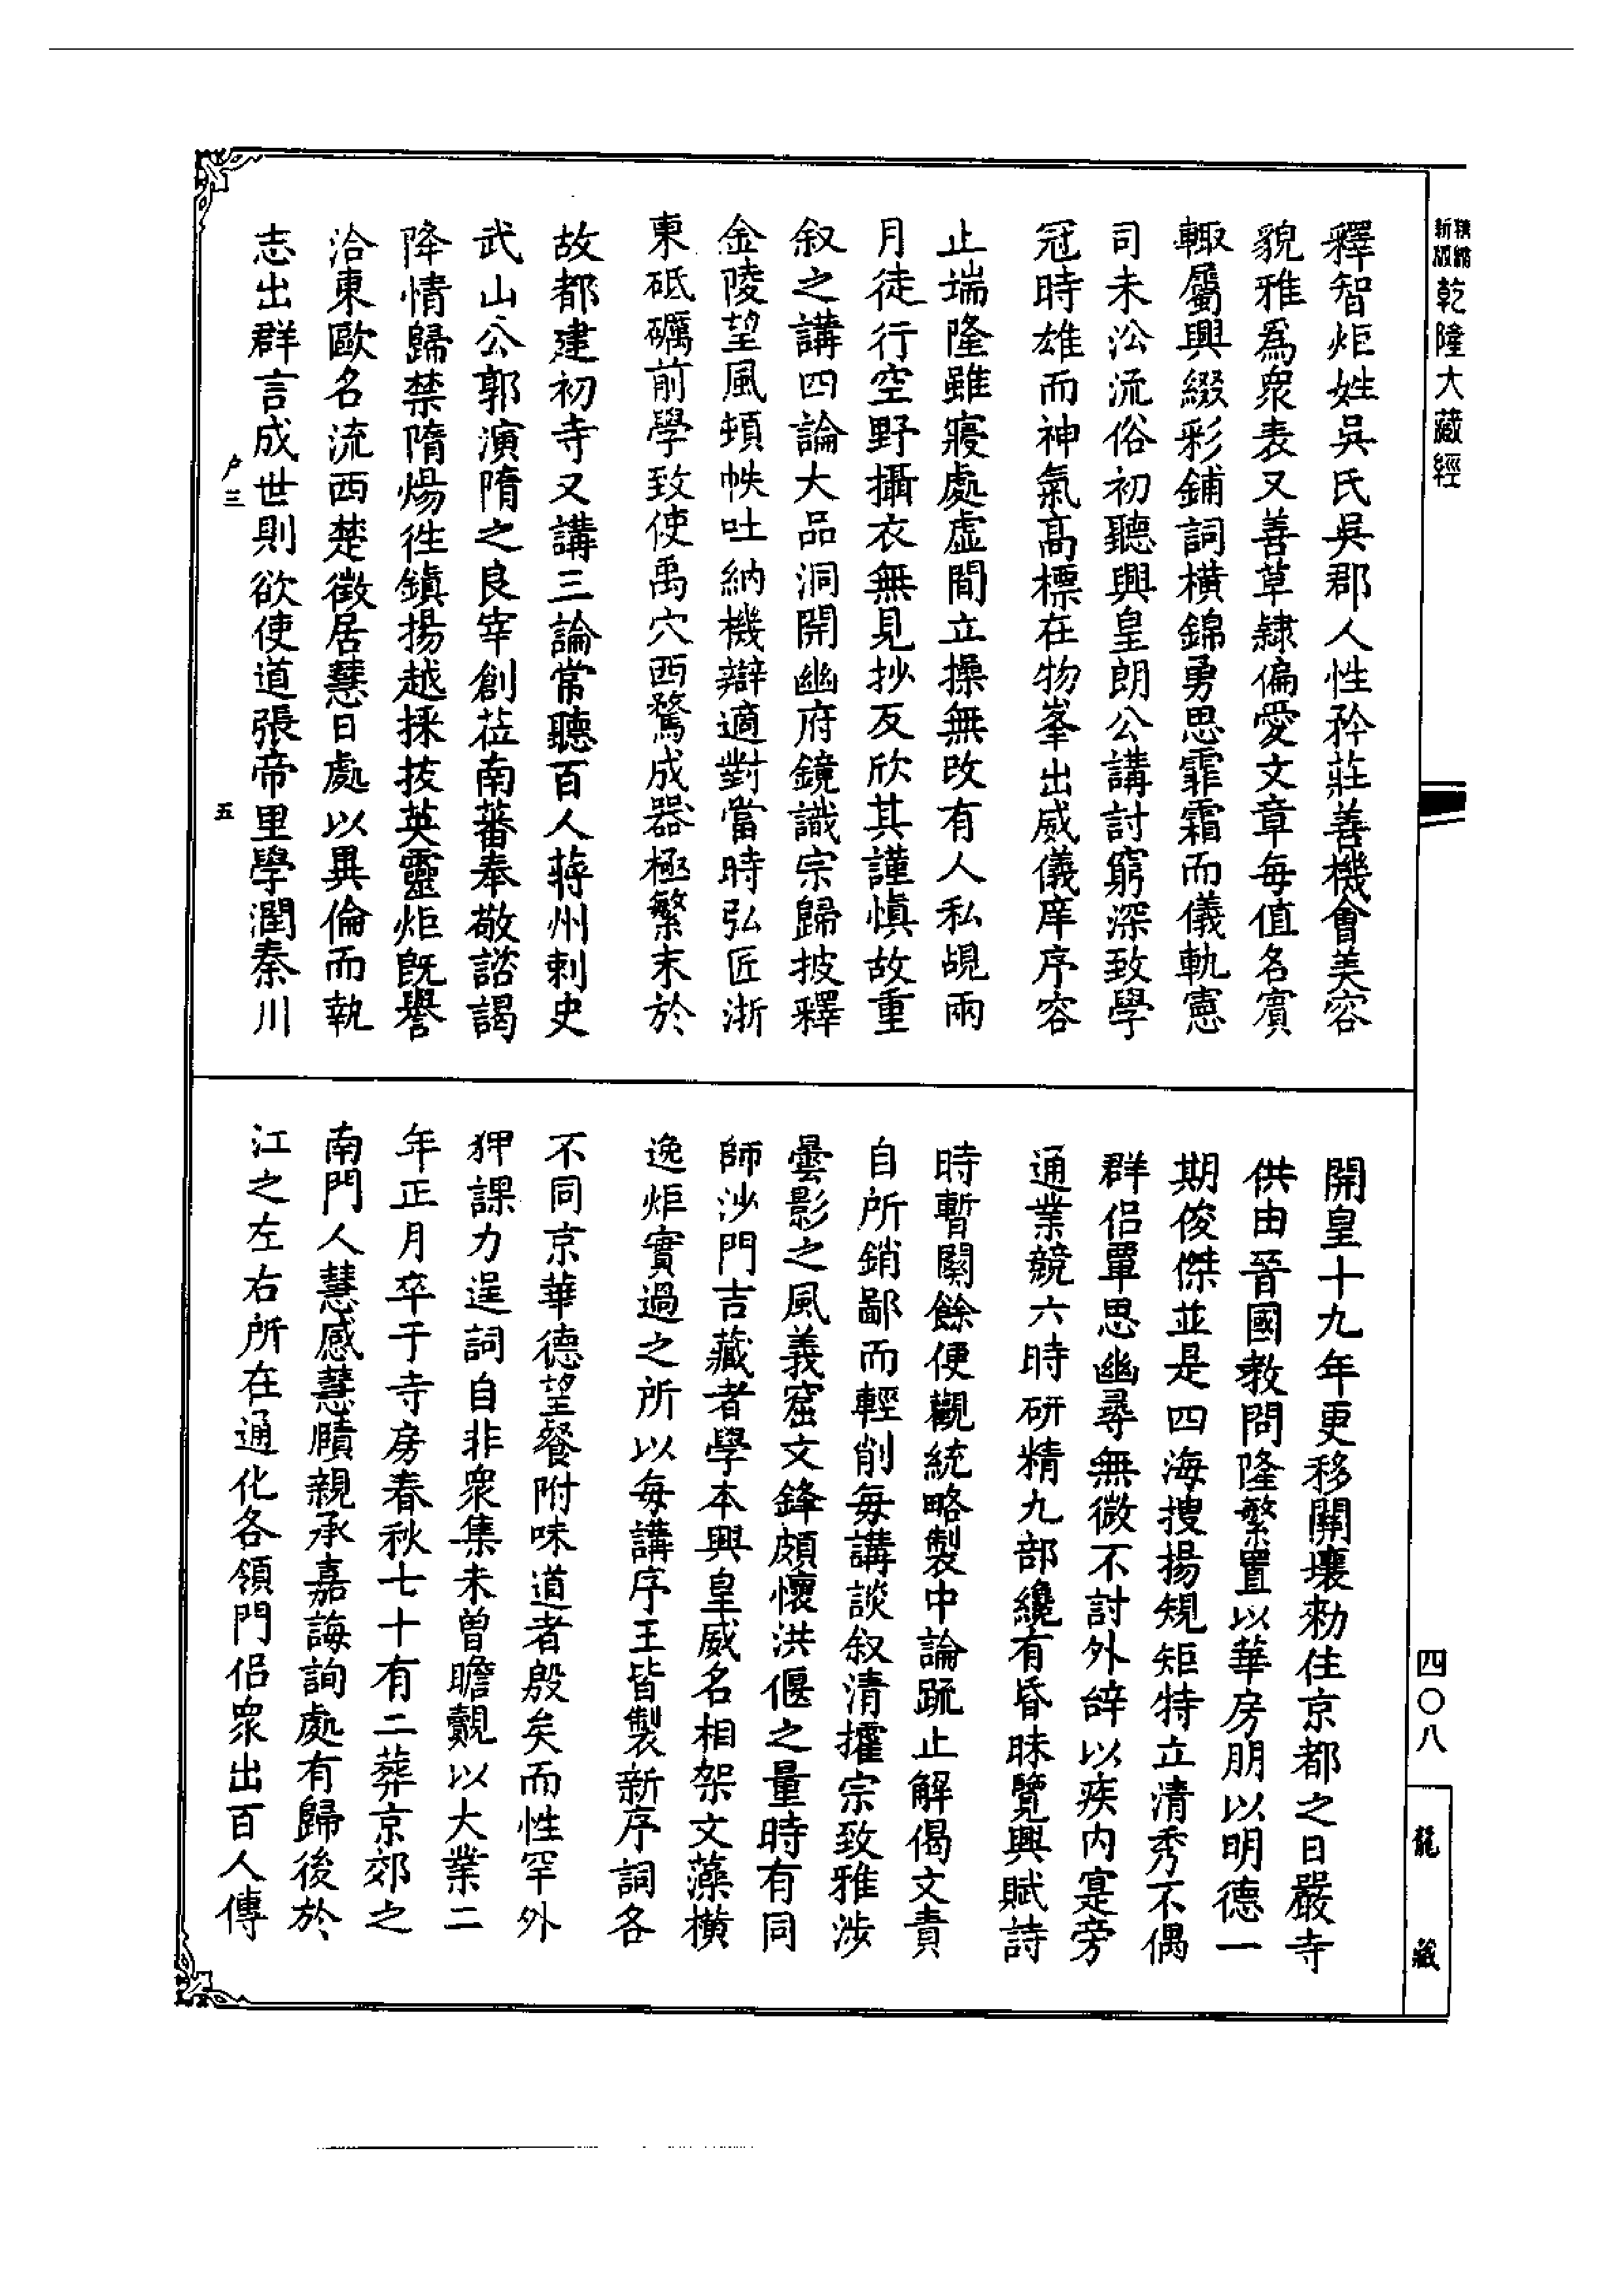 精縮新版乾隆大藏經
釋智炬姓吳氏吳郡人性矜莊善機會美容
貌雅爲衆表又善草隸偏愛文章每值名賓
輙屬興綴彩鋪詞橫錦勇思霏霜而儀軌憲
司未沿流俗初聽興皇朗公講討窮深致學
冠時雄而神氣髙標在物峯出威儀庠序容
止端隆雖寢處虛閒立操無改有人私覘兩
月徒行空野攝衣無見抄反欣其謹慎故重
叙之講四論大品洞開幽府鏡識宗歸披釋
金陵望風頓帙吐納機辯適對當時弘匠浙
東砥礪前學致使禹穴西騖成器極繁末於
故都建初寺又講三論常聽百人蔣州刺史
武山公郭演隋之良宰創莅南蕃奉敬諮謁
降情歸禁隋煬徃鎮揚越採拔英靈炬旣譽
洽東歐名流西楚徵居慧日處以異倫而執
志出群言成世則欲使道張帝里學潤秦川
户三
五
開皇十九年更移關壤勅住京都之日嚴寺
供由晉國教問隆繁置以華房朋以明德一
期俊傑並是四海搜揚規矩特立清秀不偶
群侶覃思幽尋無微不討外辭以疾內寔旁
通業競六時研精九部纔有昏昧覽興賦詩
時暫閑餘便觀統略製中論疏止解偈文責
自所銷鄙而輕削每講談叙清擢宗致雅涉
曇影之風義窟文鋒頗懷洪偃之量時有同
師沙門吉藏者學本興皇威名相架文藻橫
逸炬實過之所以每講序王皆製新序詞各
不同京華德望餐附味道者殷矣而性罕外
狎課力逞詞自非衆集未曾瞻覿以大業二
年正月卒于寺房春秋七十有二葬京郊之
南門人慧感慧賾親承嘉誨詢處有歸後於
江之左右所在通化各領門侶衆出百人傳
四〇八
龍藏